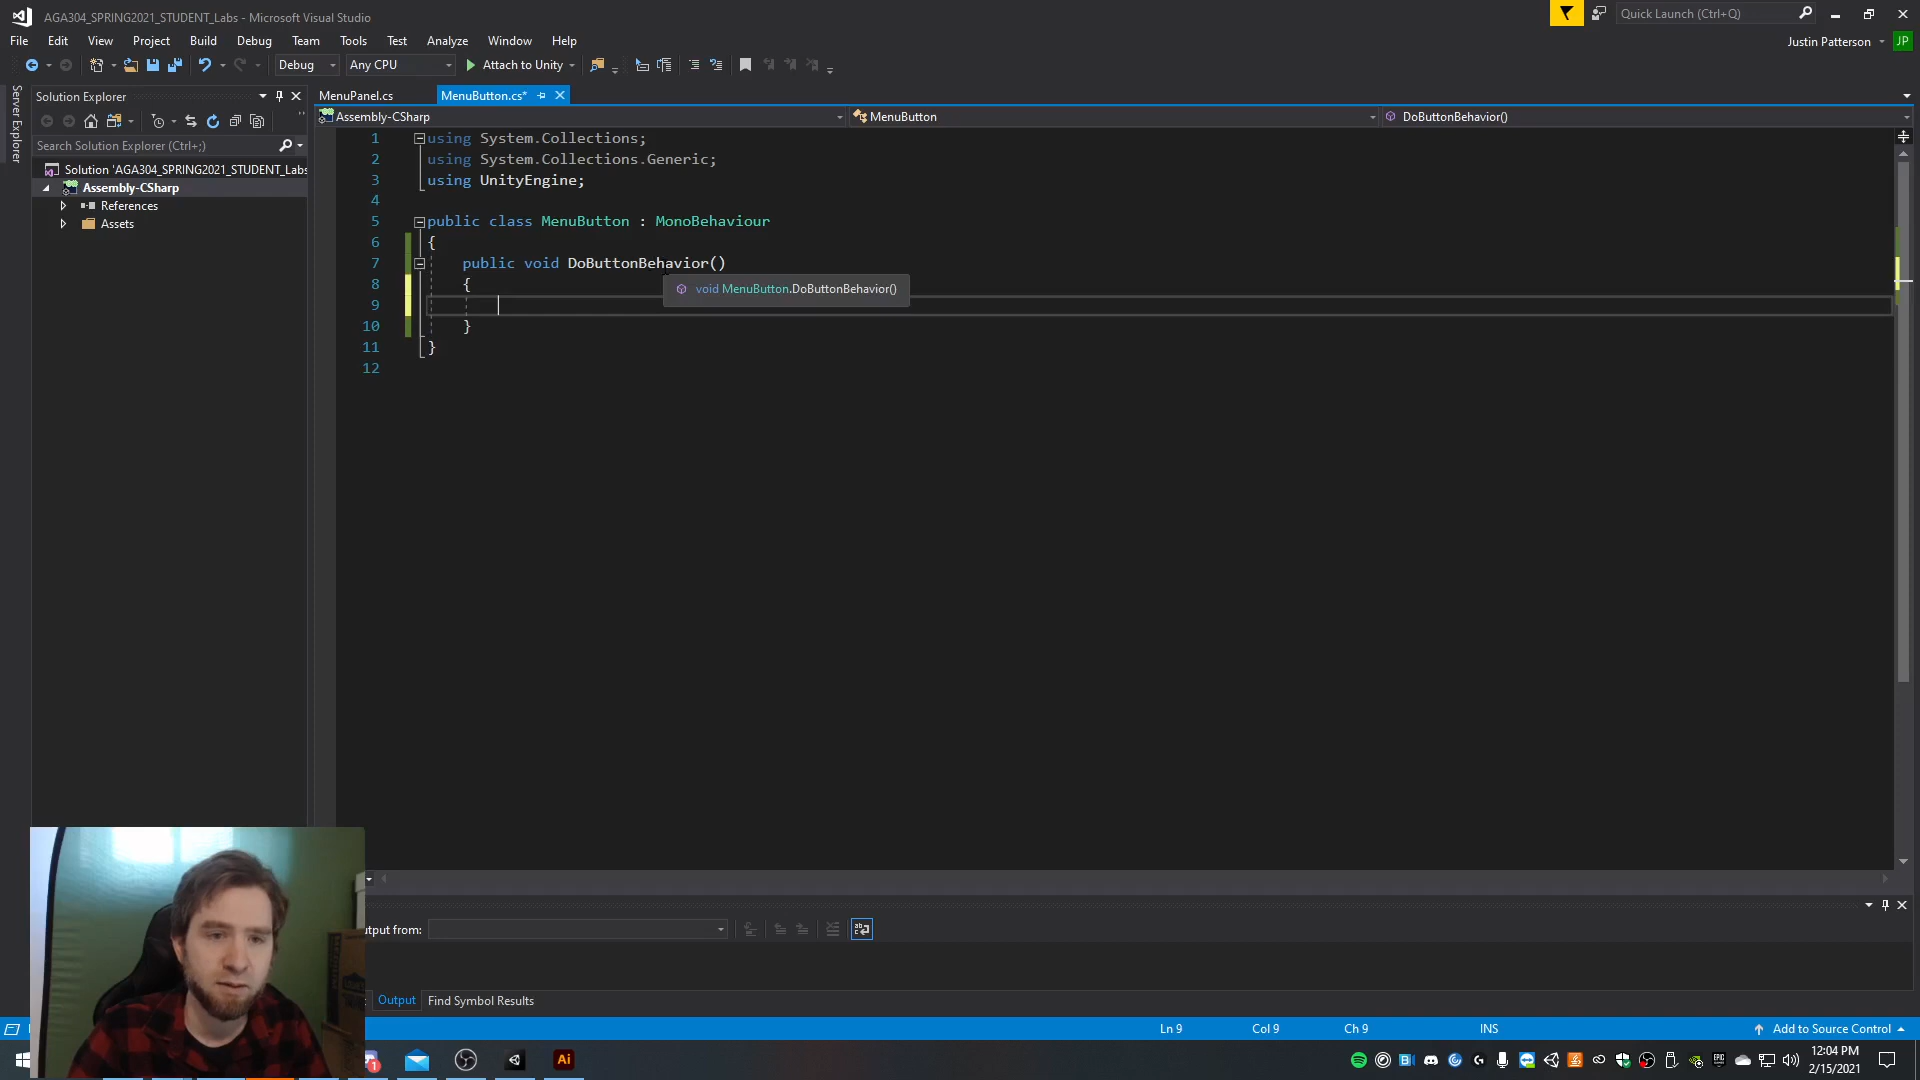 AGA304_SPRING2021_STUDENT_Labs - Microsoft Visual Studio
Quick Launch (Ctrl+Q)
File Edit View Project Build Debug Team Tools Test Analyze Window Help
Justin Patterson JP
Debug Any CPU Attach to Unity
Server Explorer
Solution Explorer
MenuPanel.cs MenuButton.cs*
Assembly-CSharp MenuButton DoButtonBehavior()
Search Solution Explorer (Ctrl+;)
Solution 'AGA304_SPRING2021_STUDENT_Labs
Assembly-CSharp
References
Assets
1 using System.Collections;
2 using System.Collections.Generic;
3 using UnityEngine;
4
5 public class MenuButton : MonoBehaviour
6 {
7 public void DoButtonBehavior()
8 {
void MenuButton.DoButtonBehavior()
9
10 }
11 }
12
utput from:
Output Find Symbol Results
Ln 9 Col 9 Ch 9 INS Add to Source Control
1 Ai
12:04 PM
2/15/2021